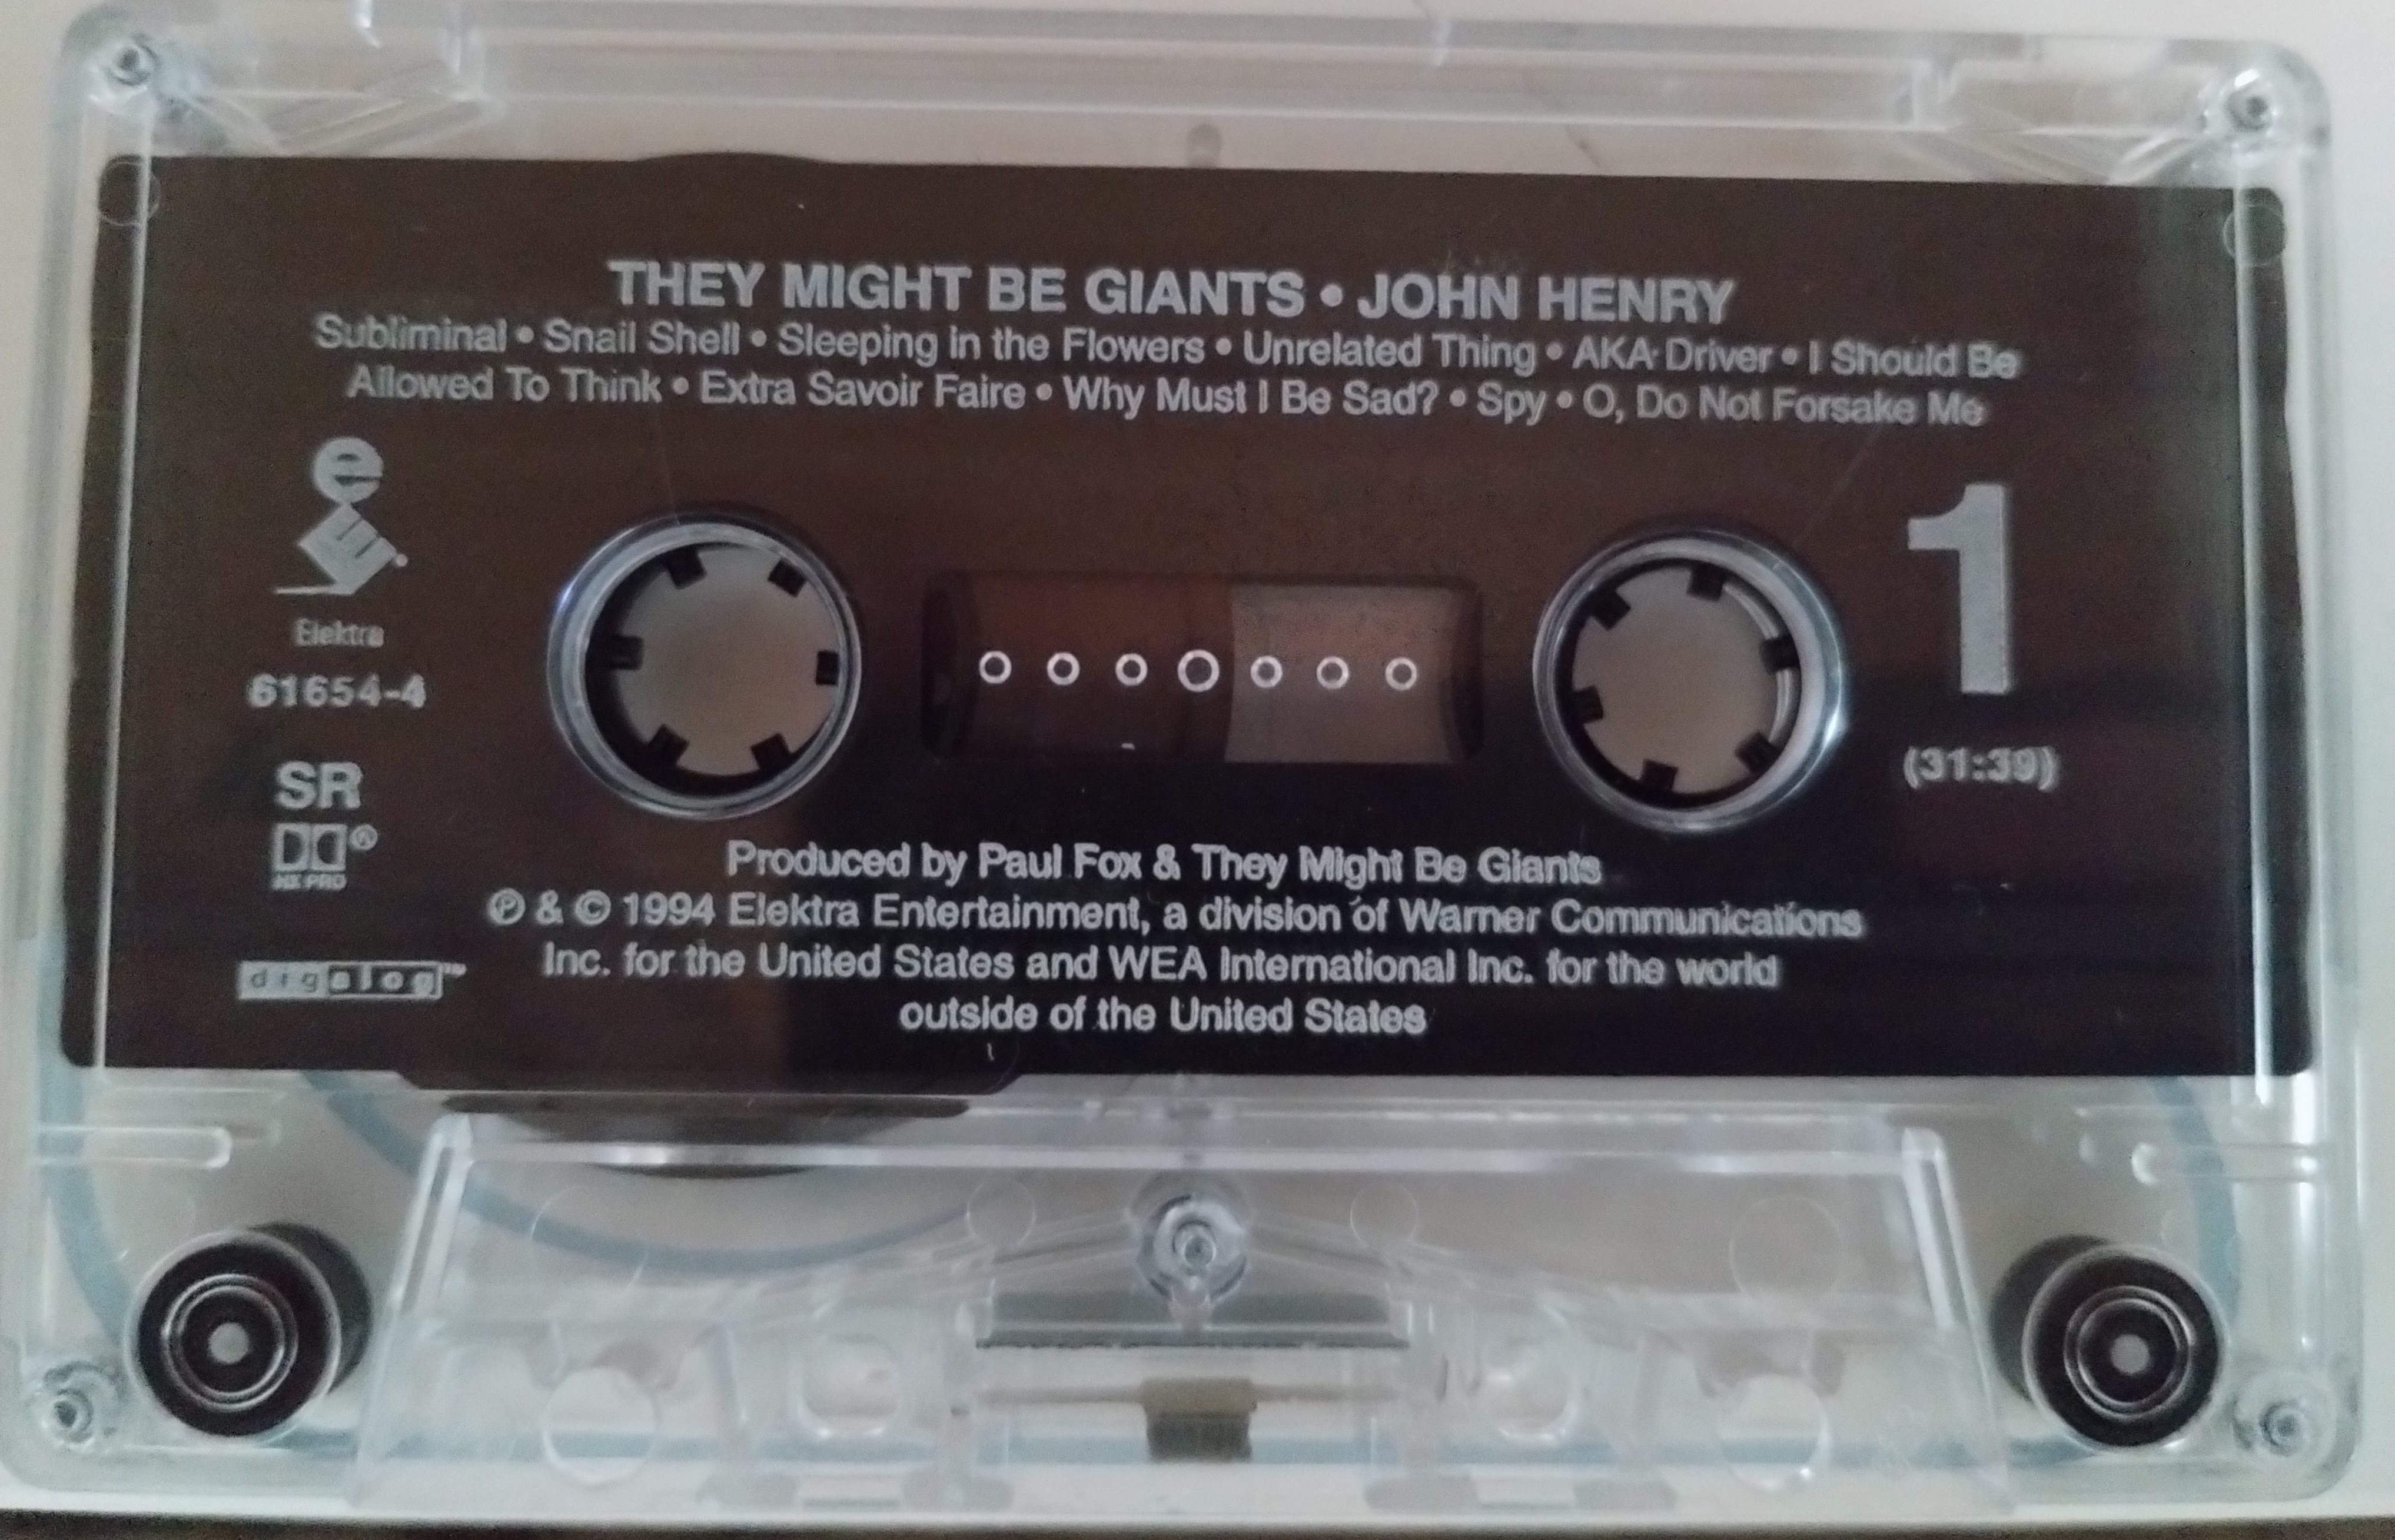 THEY MIGHT BE GIANTS • JOHN HENRY
Subliminal • Snail Shell • Sleeping in the Flowers • Unrelated Thing • AKA Driver • I Should Be
Allowed To Think • Extra Savoir Faire • Why Must I Be Sad? • Spy • O, Do Not Forsake Me
e
E
Elektra
61654-4
1
(31:39)
SR
HX PRO
digalog™
Produced by Paul Fox & They Might Be Giants
℗ & © 1994 Elektra Entertainment, a division of Warner Communications
Inc. for the United States and WEA International Inc. for the world
outside of the United States